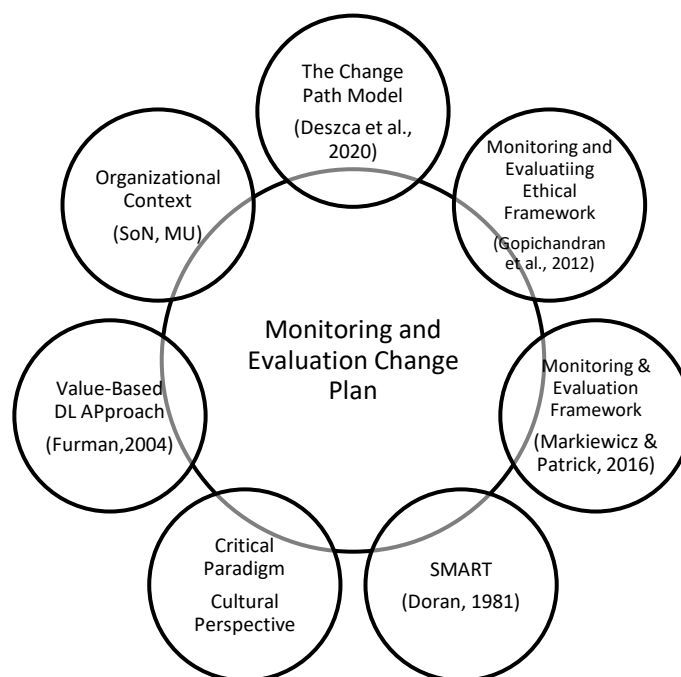 The Change
Path Model
(Deszca et al.,
2020)
Monitoring and
Evaluatiing
Ethical
Framework
(Gopichandran
et al., 2012)
Monitoring &
Evaluation
Framework
(Markiewicz &
Patrick, 2016)
SMART
(Doran, 1981)
Critical
Paradigm
Cultural
Perspective
Value-Based
DL APproach
(Furman,2004)
Organizational
Context
(SoN, MU)
Monitoring and
Evaluation Change
Plan